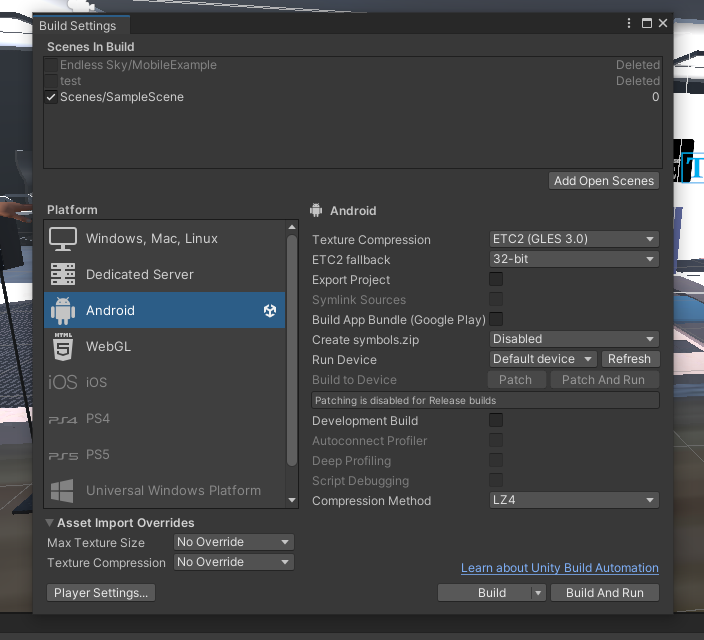 Build Settings
Scenes In Build
Endless Sky/MobileExample Deleted
test Deleted
Scenes/SampleScene 0
Add Open Scenes
Platform
Windows, Mac, Linux
Dedicated Server
Android
HTML
5
WebGL
iOS iOS
PS4 PS4
PS5 PS5
Universal Windows Platform
Android
Texture Compression ETC2 (GLES 3.0)
ETC2 fallback 32-bit
Export Project
Symlink Sources
Build App Bundle (Google Play)
Create symbols.zip Disabled
Run Device Default device Refresh
Build to Device Patch Patch And Run
Patching is disabled for Release builds
Development Build
Autoconnect Profiler
Deep Profiling
Script Debugging
Compression Method LZ4
Asset Import Overrides
Max Texture Size No Override
Texture Compression No Override
Learn about Unity Build Automation
Player Settings... Build Build And Run
T